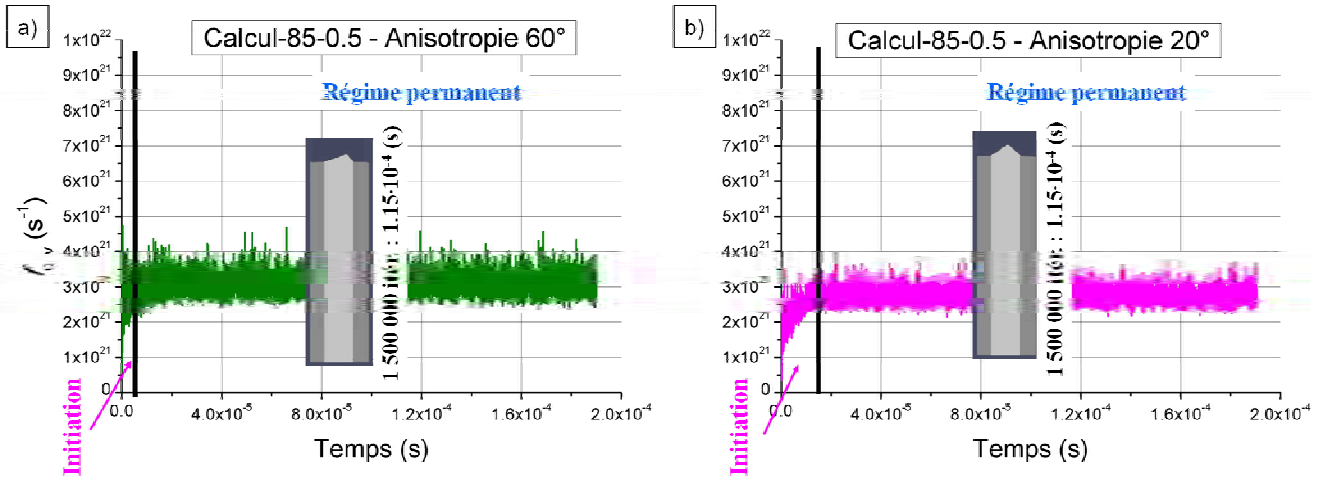 a)
Calcul-85-0.5 - Anisotropie 60°
1x10²²
9x10²¹
8x10²¹
7x10²¹
6x10²¹
5x10²¹
4x10²¹
3x10²¹
2x10²¹
1x10²¹
0
Régime permanent
1 500 000 itér. : 1.15·10⁻⁴ (s)
(s⁻¹)
Initiation
0.0 4.0x10⁻⁵ 8.0x10⁻⁵ 1.2x10⁻⁴ 1.6x10⁻⁴ 2.0x10⁻⁴
Temps (s)
b)
Calcul-85-0.5 - Anisotropie 20°
1x10²²
9x10²¹
8x10²¹
7x10²¹
6x10²¹
5x10²¹
4x10²¹
3x10²¹
2x10²¹
1x10²¹
0
Régime permanent
1 500 000 itér. : 1.15·10⁻⁴ (s)
Initiation
0.0 4.0x10⁻⁵ 8.0x10⁻⁵ 1.2x10⁻⁴ 1.6x10⁻⁴ 2.0x10⁻⁴
Temps (s)